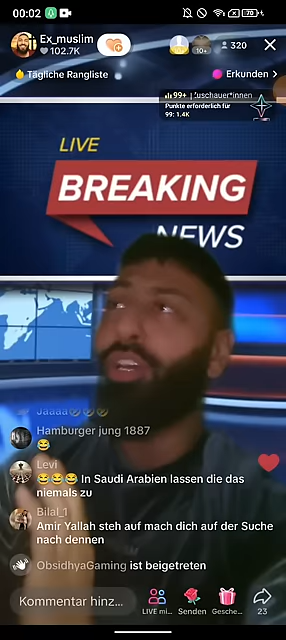 00:02
70
Ex_muslim
102.7K
10+
320
Tägliche Rangliste
Erkunden >
99+
Zuschauer*innen
Punkte erforderlich für
99: 1.4K
LIVE
BREAKING
NEWS
Jaaaa
Hamburger jung 1887
Levi
In Saudi Arabien lassen die das
niemals zu
Bilal_1
Amir Yallah steh auf mach dich auf der Suche
nach dennen
ObsidhyaGaming ist beigetreten
Kommentar hinz...
LIVE mi...
Senden
Gesche...
23